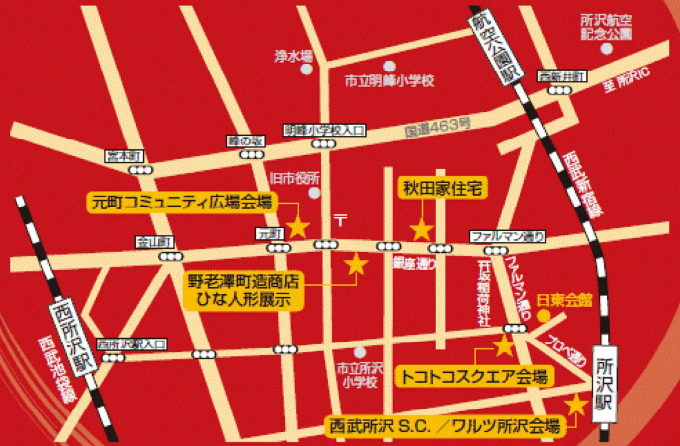 航空公園駅
所沢航空
記念公園
浄水場
市立明峰小学校
西新井町
至 所沢IC
国道463号
明峰小学校入口
峰の坂
宮本町
西武新宿線
旧市役所
秋田家住宅
元町コミュニティ広場会場
〒
金山町
元町
ファルマン通り
銀座通り
野老澤町造商店
ひな人形展示
ファルマン通り
日東会館
西所沢駅
西所沢駅入口
西武池袋線
プロペ通り
市立所沢
小学校
トコトコスクエア会場
所沢駅
西武所沢 S.C. ／ワルツ所沢会場